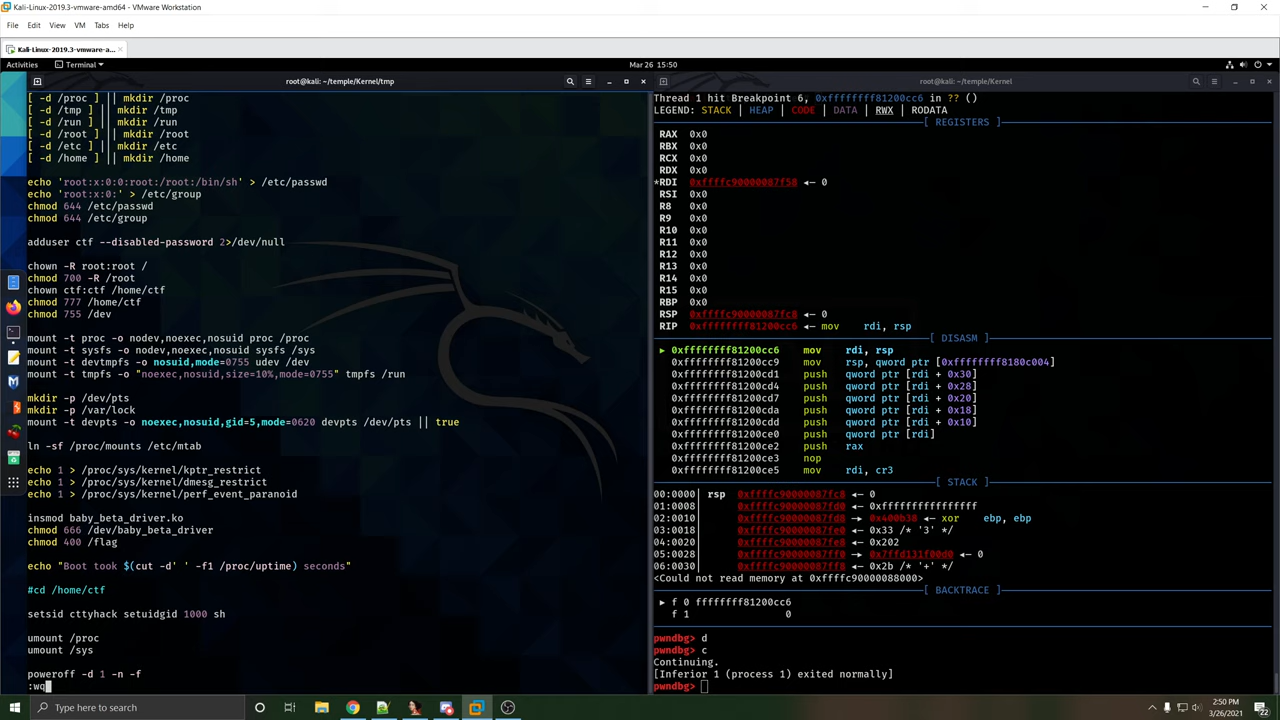 Kali-Linux-2019.3-vmware-amd64 - VMware Workstation
File Edit View VM Tabs Help
Kali-Linux-2019.3-vmware-a...
Activities Terminal Mar 26 15:50
root@kali: ~/temple/Kernel/tmp
[ -d /proc ] || mkdir /proc
[ -d /tmp ] || mkdir /tmp
[ -d /run ] || mkdir /run
[ -d /root ] || mkdir /root
[ -d /etc ] || mkdir /etc
[ -d /home ] || mkdir /home
echo 'root:x:0:0:root:/root:/bin/sh' > /etc/passwd
echo 'root:x:0:' > /etc/group
chmod 644 /etc/passwd
chmod 644 /etc/group
adduser ctf --disabled-password 2>/dev/null
chown -R root:root /
chmod 700 -R /root
chown ctf:ctf /home/ctf
chmod 777 /home/ctf
chmod 755 /dev
mount -t proc -o nodev,noexec,nosuid proc /proc
mount -t sysfs -o nodev,noexec,nosuid sysfs /sys
mount -t devtmpfs -o nosuid,mode=0755 udev /dev
mount -t tmpfs -o "noexec,nosuid,size=10%,mode=0755" tmpfs /run
mkdir -p /dev/pts
mkdir -p /var/lock
mount -t devpts -o noexec,nosuid,gid=5,mode=0620 devpts /dev/pts || true
ln -sf /proc/mounts /etc/mtab
echo 1 > /proc/sys/kernel/kptr_restrict
echo 1 > /proc/sys/kernel/dmesg_restrict
echo 1 > /proc/sys/kernel/perf_event_paranoid
insmod baby_beta_driver.ko
chmod 666 /dev/baby_beta_driver
chmod 400 /flag
echo "Boot took $(cut -d' ' -f1 /proc/uptime) seconds"
#cd /home/ctf
setsid cttyhack setuidgid 1000 sh
umount /proc
umount /sys
poweroff -d 1 -n -f
:wq
root@kali: ~/temple/Kernel
Thread 1 hit Breakpoint 6, 0xffffffff81200cc6 in ?? ()
LEGEND: STACK | HEAP | CODE | DATA | RWX | RODATA
[ REGISTERS ]
RAX 0x0
RBX 0x0
RCX 0x0
RDX 0x0
*RDI 0xffffc90000087f58 ◂— 0
RSI 0x0
R8 0x0
R9 0x0
R10 0x0
R11 0x0
R12 0x0
R13 0x0
R14 0x0
R15 0x0
RBP 0x0
RSP 0xffffc90000087fc8 ◂— 0
RIP 0xffffffff81200cc6 ◂— mov rdi, rsp
[ DISASM ]
► 0xffffffff81200cc6 mov rdi, rsp
0xffffffff81200cc9 mov rsp, qword ptr [0xffffffff8180c004]
0xffffffff81200cd1 push qword ptr [rdi + 0x30]
0xffffffff81200cd4 push qword ptr [rdi + 0x28]
0xffffffff81200cd7 push qword ptr [rdi + 0x20]
0xffffffff81200cda push qword ptr [rdi + 0x18]
0xffffffff81200cdd push qword ptr [rdi + 0x10]
0xffffffff81200ce0 push qword ptr [rdi]
0xffffffff81200ce2 push rax
0xffffffff81200ce3 nop
0xffffffff81200ce5 mov rdi, cr3
[ STACK ]
00:0000│ rsp 0xffffc90000087fc8 ◂— 0
01:0008│ 0xffffc90000087fd0 ◂— 0xffffffffffffffff
02:0010│ 0xffffc90000087fd8 —▸ 0x400b38 ◂— xor ebp, ebp
03:0018│ 0xffffc90000087fe0 ◂— 0x33 /* '3' */
04:0020│ 0xffffc90000087fe8 ◂— 0x202
05:0028│ 0xffffc90000087ff0 —▸ 0x7ffd131f00d0 ◂— 0
06:0030│ 0xffffc90000087ff8 ◂— 0x2b /* '+' */
<Could not read memory at 0xffffc90000088000>
[ BACKTRACE ]
► f 0 ffffffff81200cc6
f 1 0
pwndbg> d
pwndbg> c
Continuing.
[Inferior 1 (process 1) exited normally]
pwndbg>
Type here to search
2:50 PM
3/26/2021
22